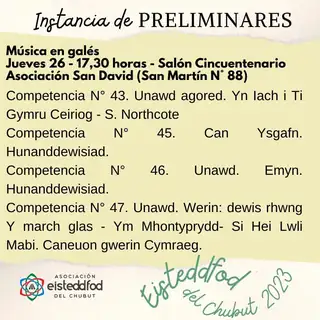 Instancia de PRELIMINARES
Música en galés
Jueves 26 - 17,30 horas - Salón Cincuentenario
Asociación San David (San Martín N° 88)
Competencia N° 43. Unawd agored. Yn Iach i Ti
Gymru Ceiriog - S. Northcote
Competencia N° 45. Can Ysgafn.
Hunanddewisiad.
Competencia N° 46. Unawd. Emyn.
Hunanddewisiad.
Competencia N° 47. Unawd. Werin: dewis rhwng
Y march glas - Ym Mhontyprydd- Si Hei Lwli
Mabi. Caneuon gwerin Cymraeg.
ASOCIACIÓN
eisteddfod
DEL CHUBUT
Eisteddfod
del Chubut 2023